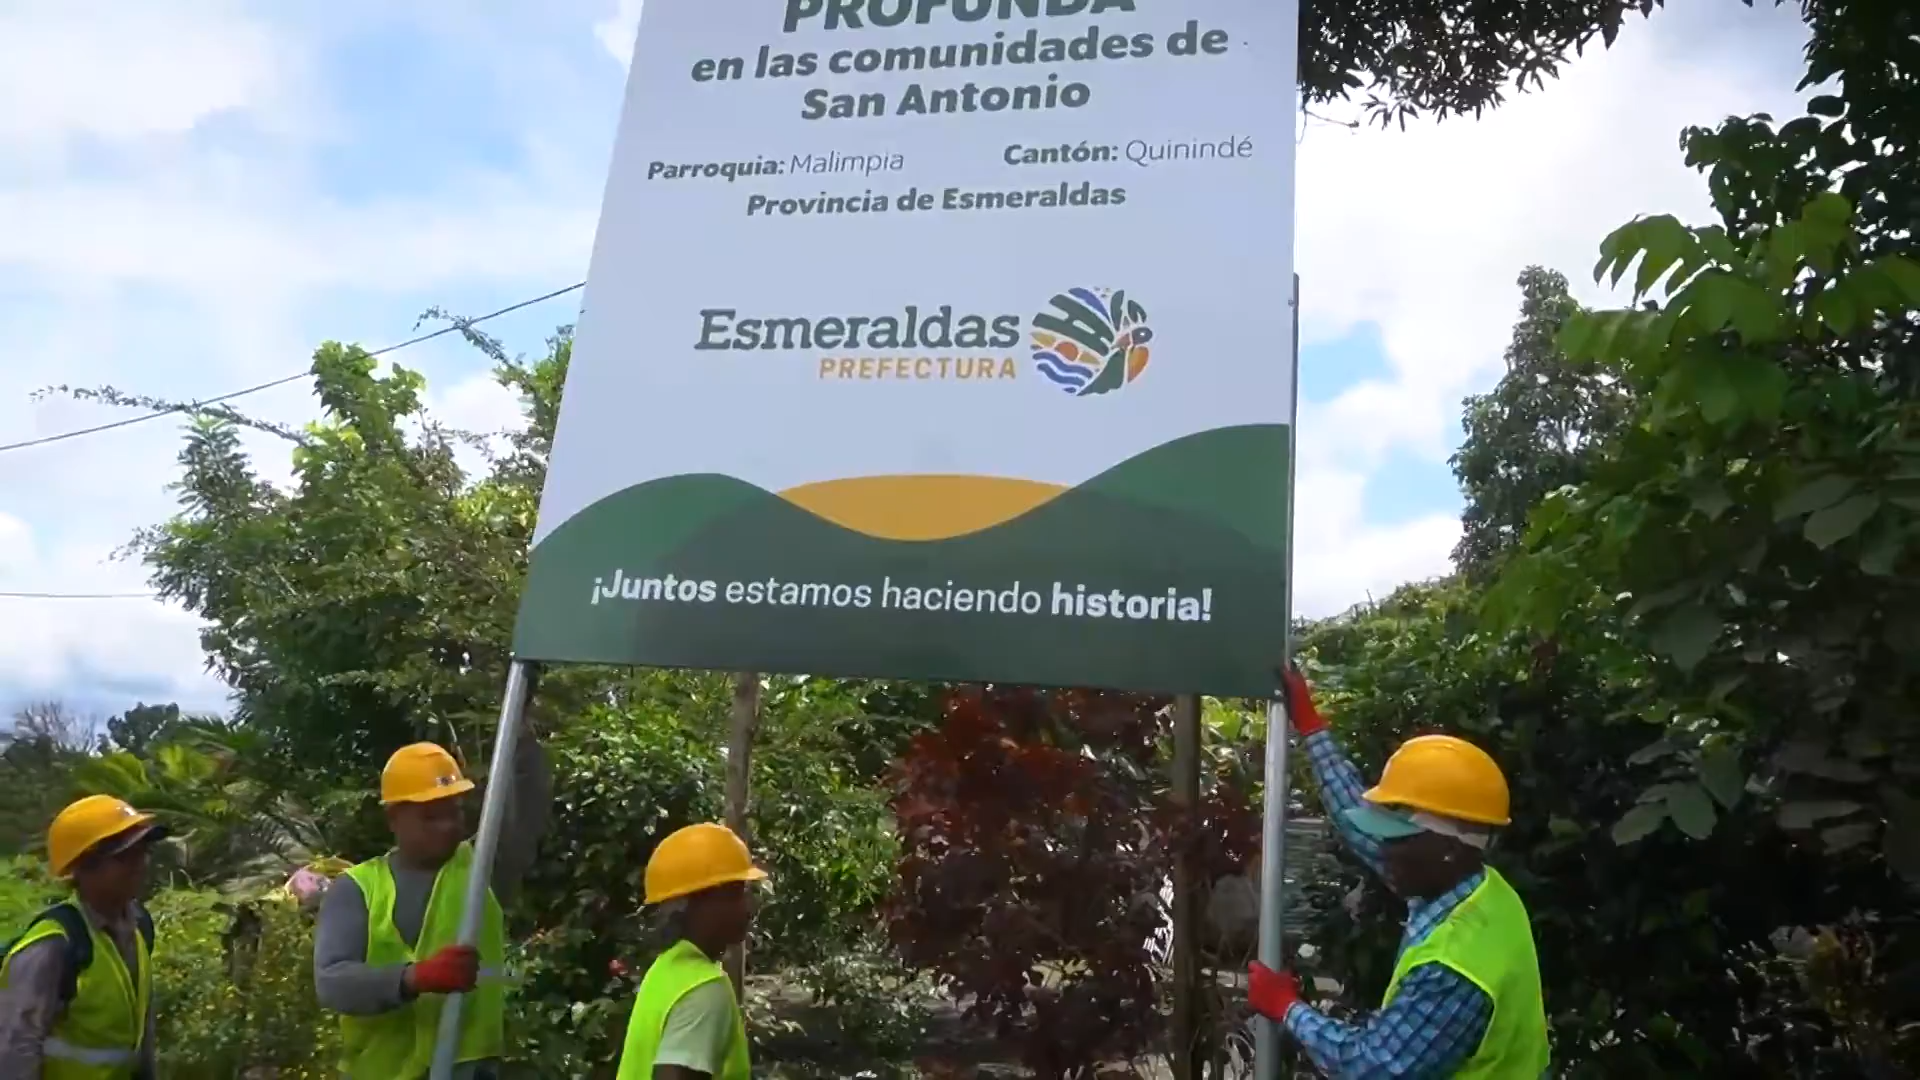 PROFUNDA
en las comunidades de
San Antonio
Parroquia: Malimpia Cantón: Quinindé
Provincia de Esmeraldas
Esmeraldas
PREFECTURA
¡Juntos estamos haciendo historia!